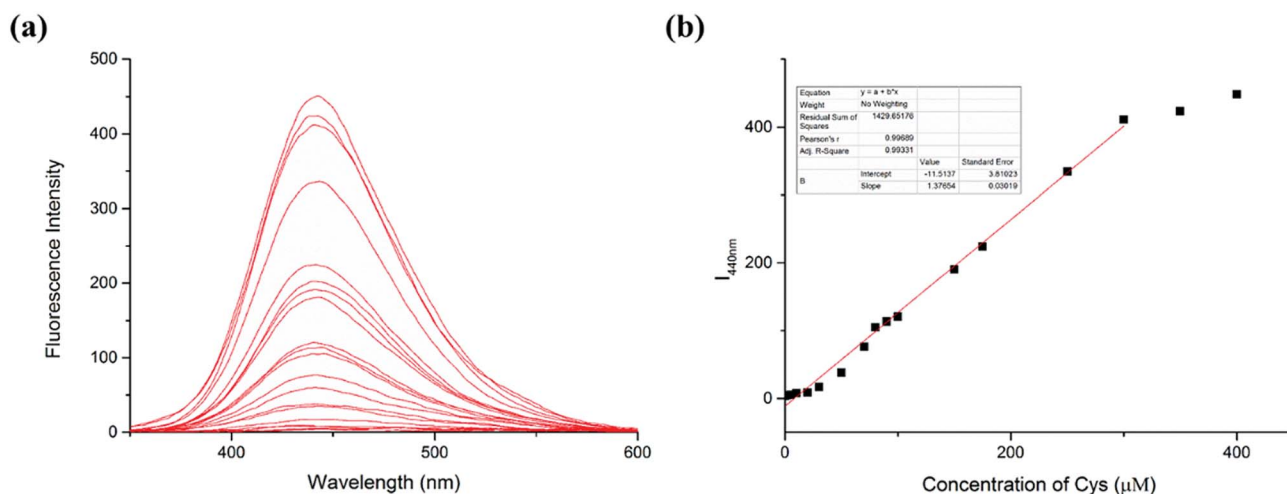 (a)
500
400
300
200
100
0
Fluorescence Intensity
400
500
600
Wavelength (nm)
(b)
400
200
0
I440nm
Equation y = a + b*x
Weight No Weighting
Residual Sum of Squares 1429.65176
Pearson's r 0.99689
Adj. R-Square 0.99331
Value Standard Error
B Intercept -11.5137 3.81023
Slope 1.37654 0.03019
0
200
400
Concentration of Cys (μM)